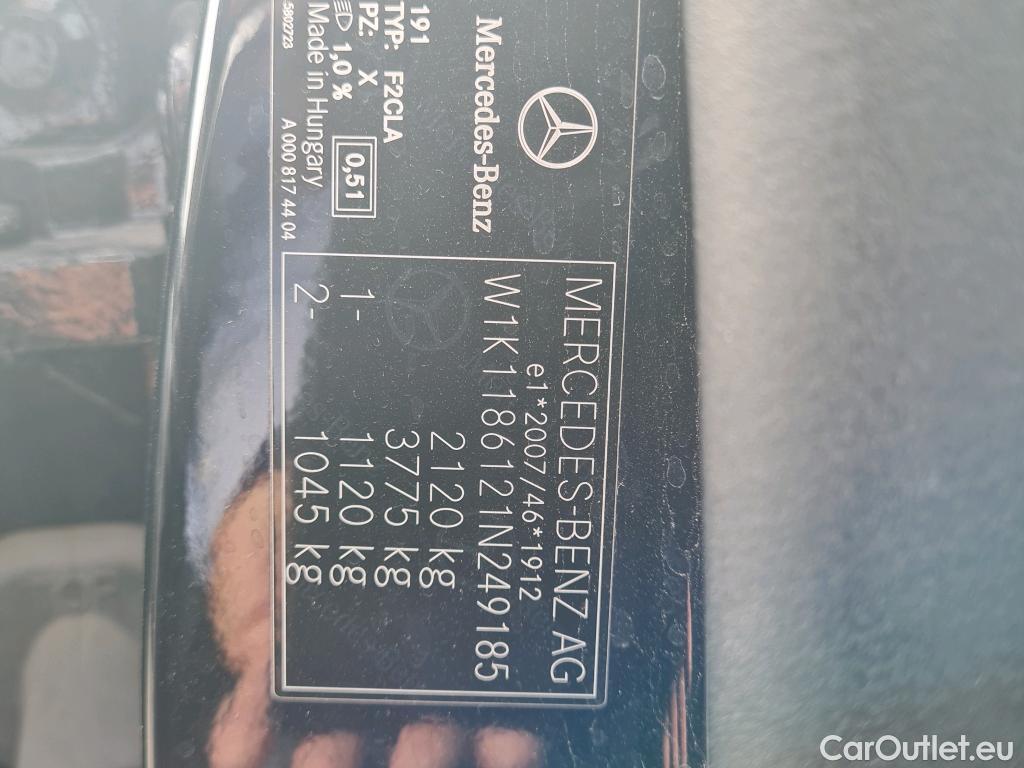 MERCEDES-BENZ AG
e1*2007/46*1912
W1K1186121N249185
2120 kg
3775 kg
1- 1120 kg
2- 1045 kg
Mercedes-Benz
191
TYP: F2CLA
PZ: X
1,0 % 0,51
Made in Hungary
A 000 817 44 04
CarOutlet.eu